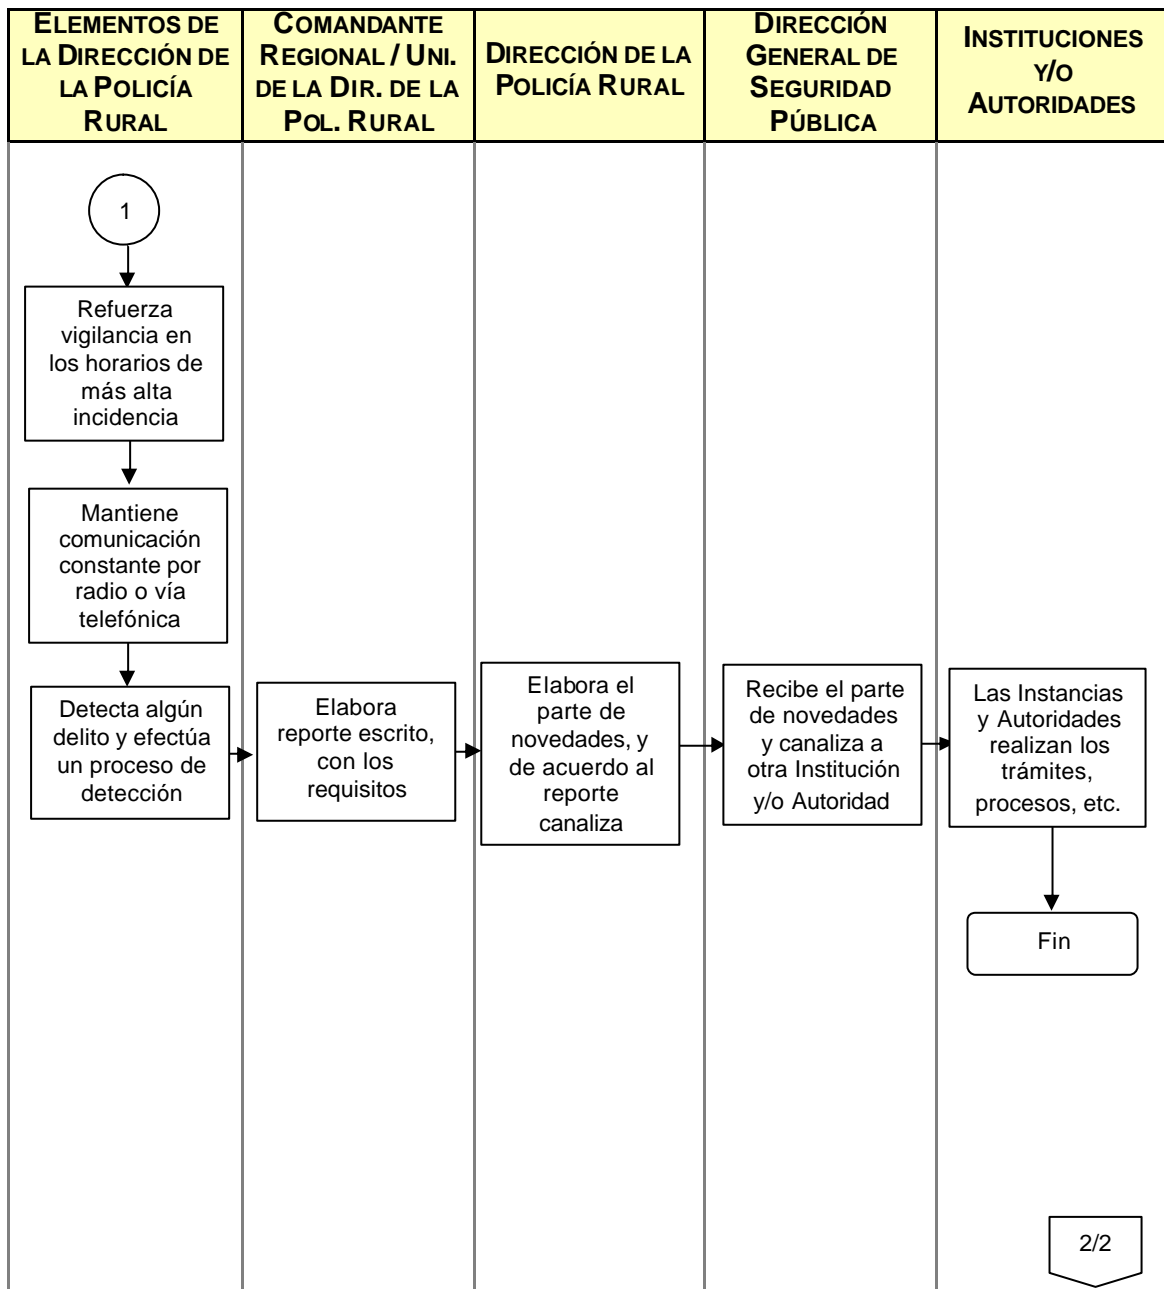 ELEMENTOS DE
LA DIRECCIÓN DE
LA POLICÍA
RURAL
COMANDANTE
REGIONAL / UNI.
DE LA DIR. DE LA
POL. RURAL
DIRECCIÓN DE LA
POLICÍA RURAL
DIRECCIÓN
GENERAL DE
SEGURIDAD
PÚBLICA
INSTITUCIONES
Y/O
AUTORIDADES
1
Refuerza
vigilancia en
los horarios de
más alta
incidencia
Mantiene
comunicación
constante por
radio o vía
telefónica
Detecta algún
delito y efectúa
un proceso de
detección
Elabora
reporte escrito,
con los
requisitos
Elabora el
parte de
novedades, y
de acuerdo al
reporte
canaliza
Recibe el parte
de novedades
y canaliza a
otra Institución
y/o Autoridad
Las Instancias
y Autoridades
realizan los
trámites,
procesos, etc.
Fin
2/2